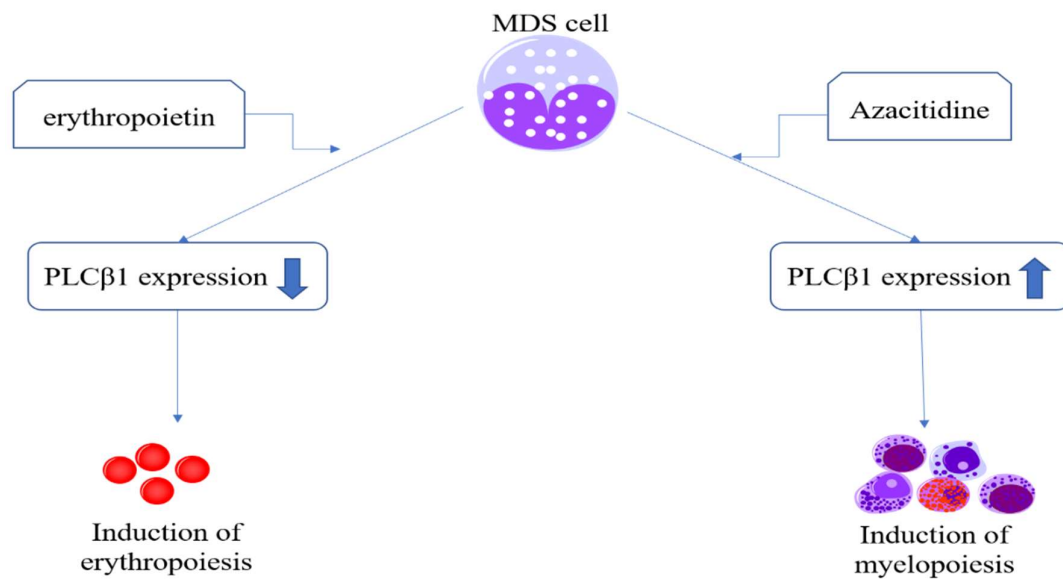 MDS cell
erythropoietin
Azacitidine
PLCβ1 expression
PLCβ1 expression
Induction of
erythropoiesis
Induction of
myelopoiesis